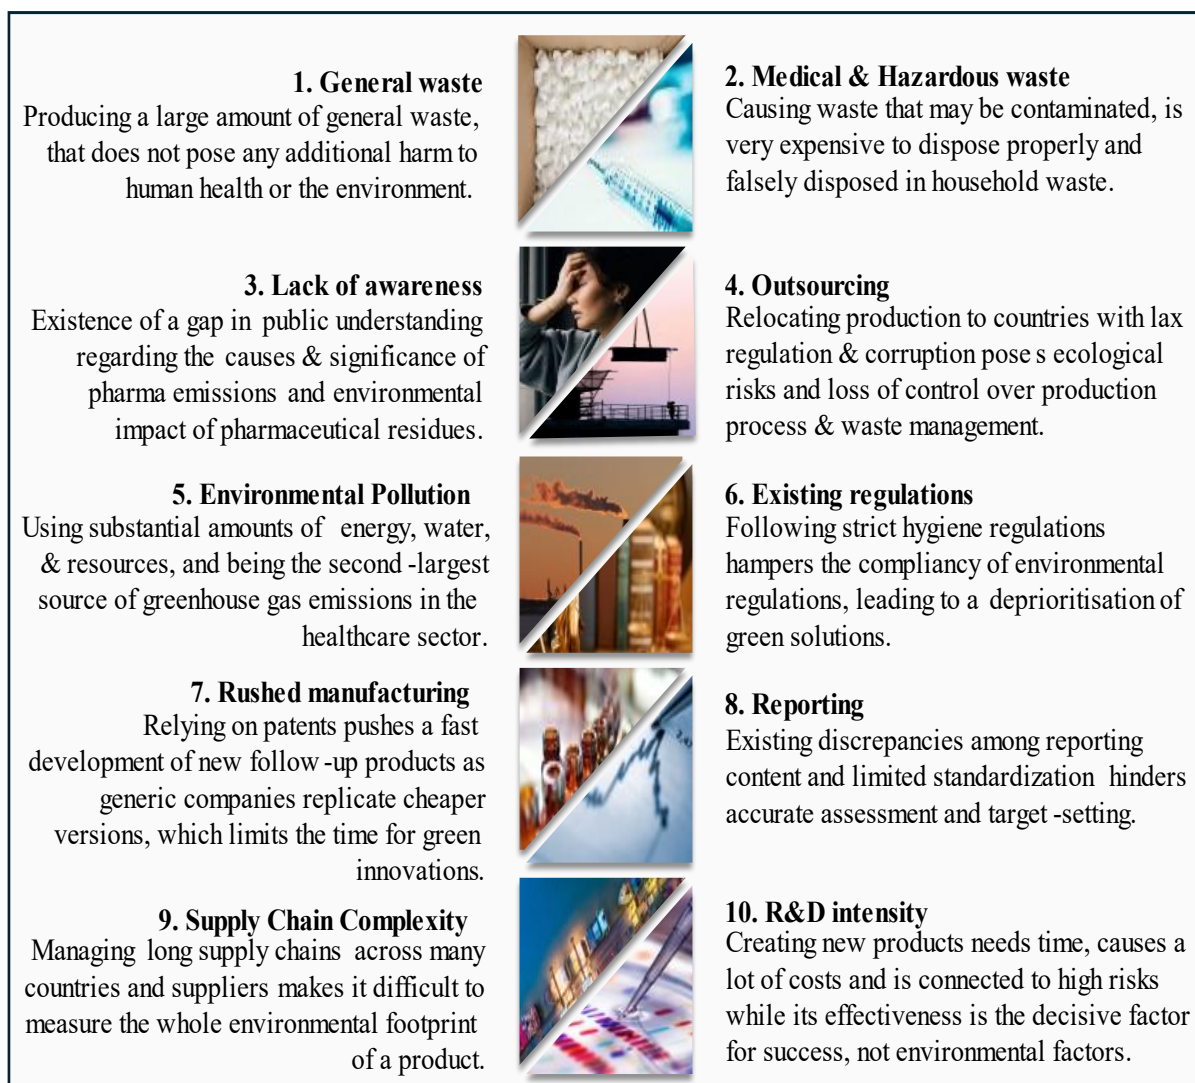 1. General waste
Producing a large amount of general waste,
that does not pose any additional harm to
human health or the environment.
2. Medical & Hazardous waste
Causing waste that may be contaminated, is
very expensive to dispose properly and
falsely disposed in household waste.
3. Lack of awareness
Existence of a gap in public understanding
regarding the causes & significance of
pharma emissions and environmental
impact of pharmaceutical residues.
4. Outsourcing
Relocating production to countries with lax
regulation & corruption pose s ecological
risks and loss of control over production
process & waste management.
5. Environmental Pollution
Using substantial amounts of energy, water,
& resources, and being the second -largest
source of greenhouse gas emissions in the
healthcare sector.
6. Existing regulations
Following strict hygiene regulations
hampers the compliancy of environmental
regulations, leading to a deprioritisation of
green solutions.
7. Rushed manufacturing
Relying on patents pushes a fast
development of new follow -up products as
generic companies replicate cheaper
versions, which limits the time for green
innovations.
8. Reporting
Existing discrepancies among reporting
content and limited standardization hinders
accurate assessment and target -setting.
9. Supply Chain Complexity
Managing long supply chains across many
countries and suppliers makes it difficult to
measure the whole environmental footprint
of a product.
10. R&D intensity
Creating new products needs time, causes a
lot of costs and is connected to high risks
while its effectiveness is the decisive factor
for success, not environmental factors.